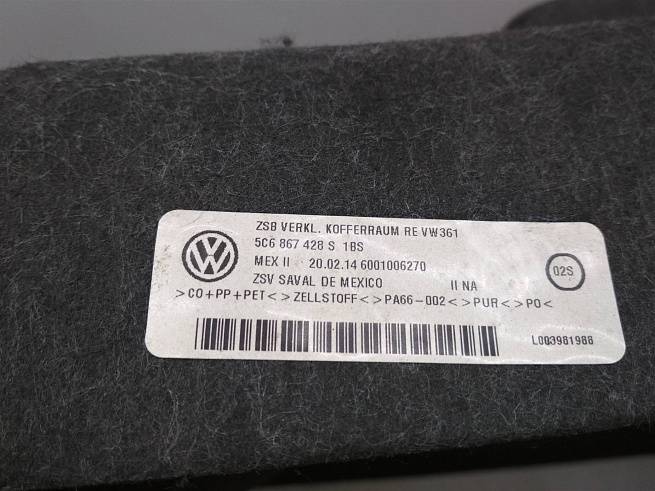 ZSB VERKL. KOFFERRAUM RE VW361
5C6 867 428 S 1BS
MEX II 20.02.14 6001006270
ZSV SAVAL DE MEXICO II NA
02S
>CO+PP+PET<>ZELLSTOFF<>PA66-002<>PUR<>PO<
L003981988